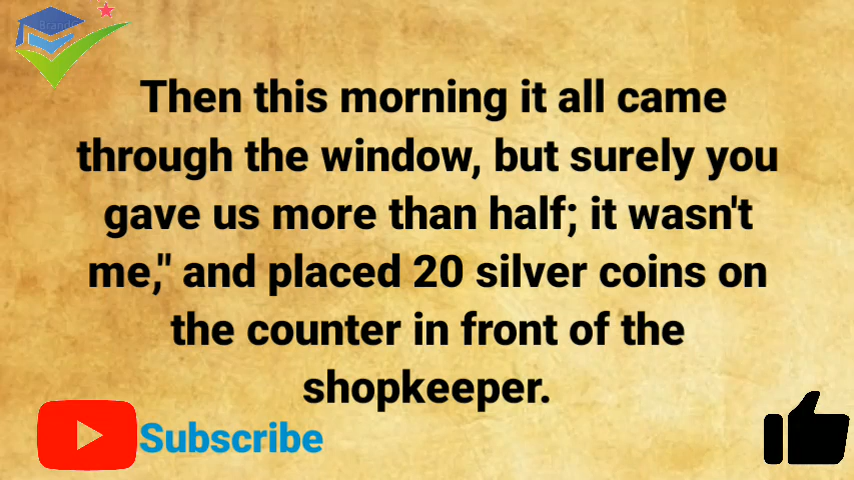 Brands
Then this morning it all came
through the window, but surely you
gave us more than half; it wasn't
me," and placed 20 silver coins on
the counter in front of the
shopkeeper.
Subscribe